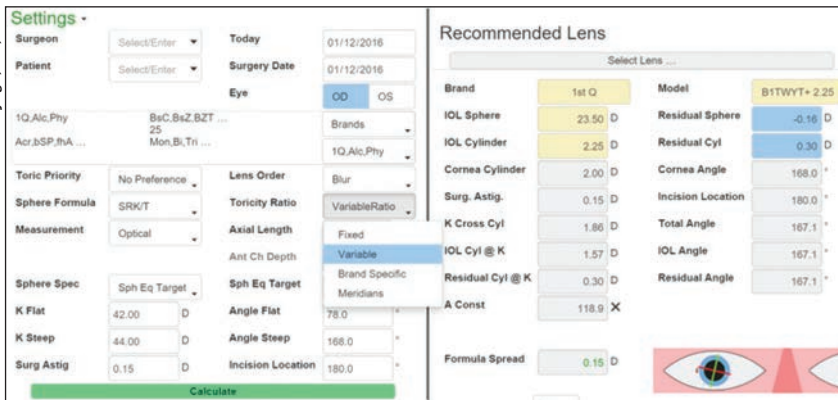 Settings
Surgeon Select/Enter Today 01/12/2016
Patient Select/Enter Surgery Date 01/12/2016
Eye OD OS
1Q,Alc,Phy BsC,BsZ,BZT ... Brands
25
Acr,bSP,fhA ... Mon,Bi,Tri ... 1Q,Alc,Phy
Toric Priority No Preference Lens Order Blur
Sphere Formula SRK/T Toricity Ratio VariableRatio
Measurement Optical Axial Length Fixed
Variable
Ant Ch Depth Brand Specific
Sphere Spec Sph Eq Target Sph Eq Target Meridians
K Flat 42.00 D Angle Flat 78.0 °
K Steep 44.00 D Angle Steep 168.0 °
Surg Astig 0.15 D Incision Location 180.0 °
Calculate
Recommended Lens
Select Lens ...
Brand 1st Q Model B1TWYT+ 2.25
IOL Sphere 23.50 D Residual Sphere -0.16 D
IOL Cylinder 2.25 D Residual Cyl 0.30 D
Cornea Cylinder 2.00 D Cornea Angle 168.0 °
Surg. Astig. 0.15 D Incision Location 180.0 °
K Cross Cyl 1.86 D Total Angle 167.1 °
IOL Cyl @ K 1.57 D IOL Angle 167.1 °
Residual Cyl @ K 0.30 D Residual Angle 167.1 °
A Const 118.9 X
Formula Spread 0.15 D